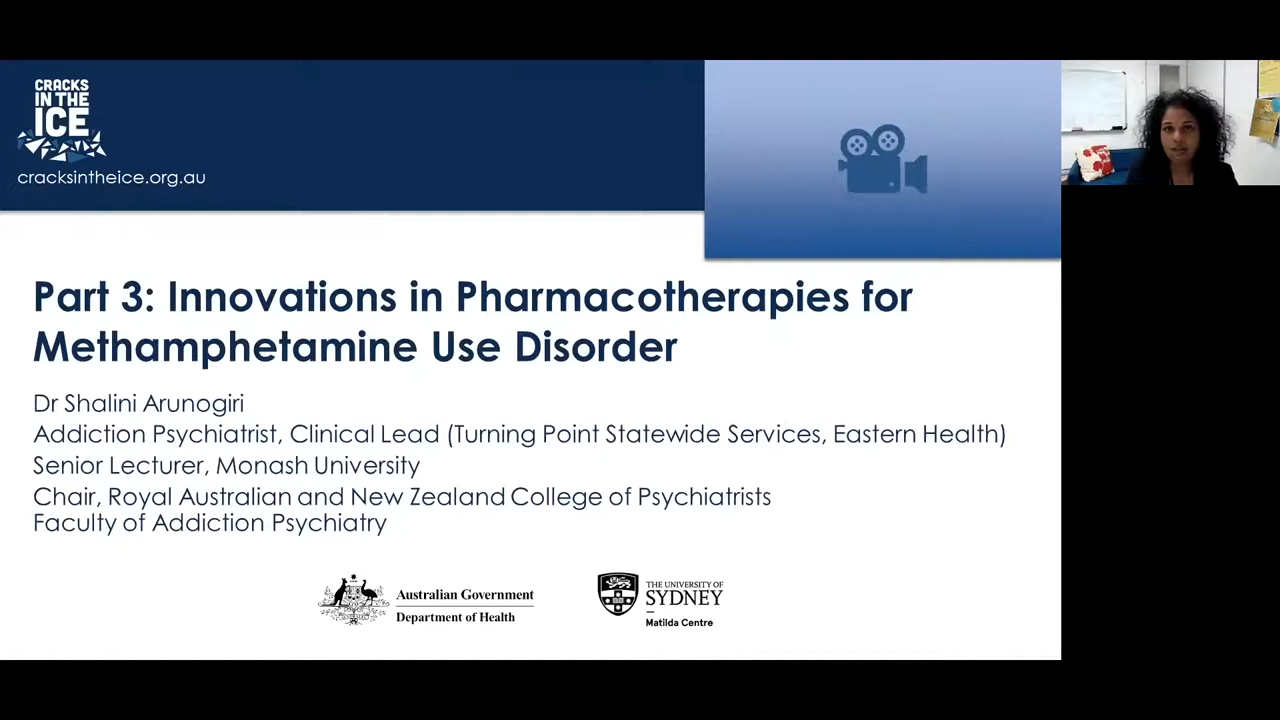 CRACKS
IN THE
ICE
cracksintheice.org.au
Part 3: Innovations in Pharmacotherapies for
Methamphetamine Use Disorder
Dr Shalini Arunogiri
Addiction Psychiatrist, Clinical Lead (Turning Point Statewide Services, Eastern Health)
Senior Lecturer, Monash University
Chair, Royal Australian and New Zealand College of Psychiatrists
Faculty of Addiction Psychiatry
Australian Government
Department of Health
THE UNIVERSITY OF
SYDNEY
Matilda Centre